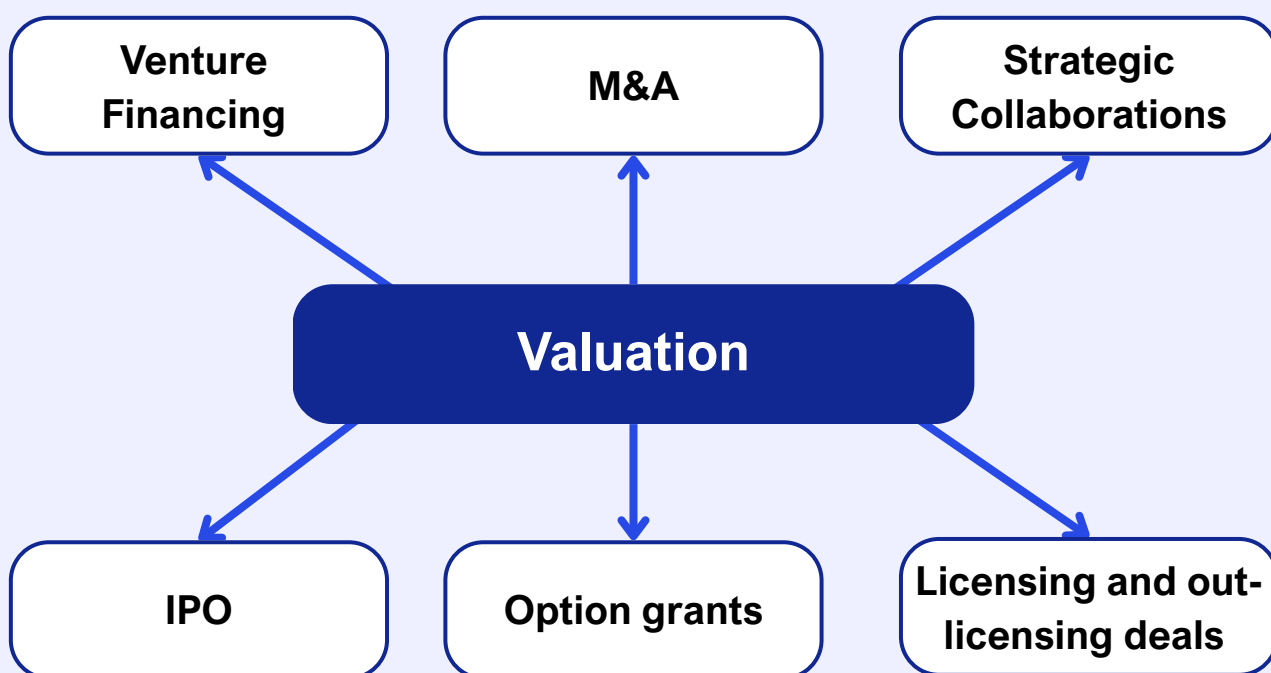 Venture
Financing
M&A
Strategic
Collaborations
Valuation
IPO
Option grants
Licensing and out-
licensing deals